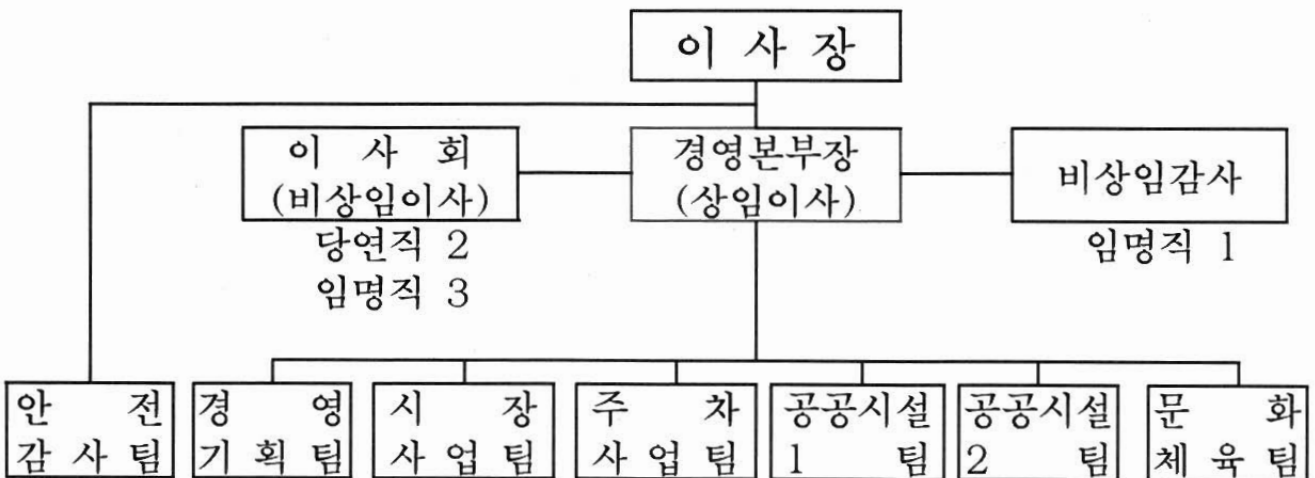 이 사 장
이 사 회
(비상임이사)
당연직 2
임명직 3
경영본부장
(상임이사)
비상임감사
임명직 1
안 전
감 사 팀
경 영
기 획 팀
시 장
사 업 팀
주 차
사 업 팀
공공시설
1 팀
공공시설
2 팀
문 화
체 육 팀